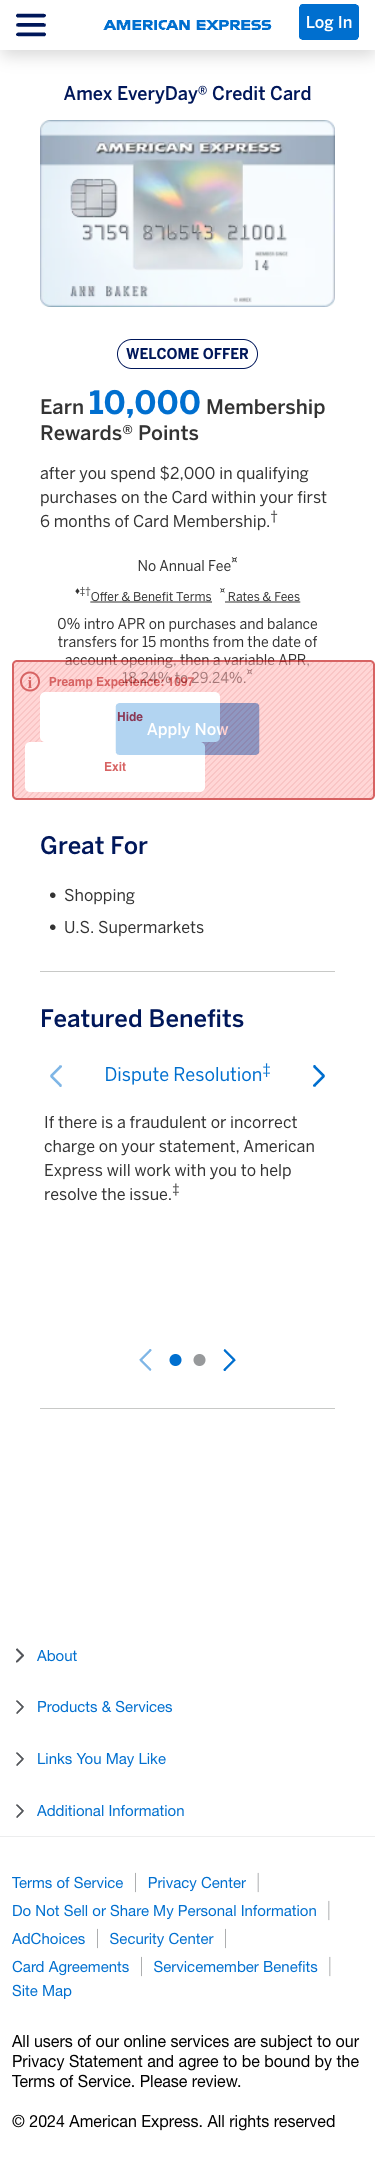 AMERICAN EXPRESS
Log In
Amex EveryDay® Credit Card
AMERICAN EXPRESS
3759 876543 21001
MEMBER SINCE
14
ANN BAKER
© AMEX
WELCOME OFFER
Earn 10,000 Membership
Rewards® Points
after you spend $2,000 in qualifying
purchases on the Card within your first
6 months of Card Membership.†
No Annual Fee¤
♦‡†Offer & Benefit Terms ¤ Rates & Fees
0% intro APR on purchases and balance
transfers for 15 months from the date of
account opening, then a variable APR,
18.24% to 29.24%.¤
Preamp Experience: 1097
Hide
Apply Now
Exit
Great For
• Shopping
• U.S. Supermarkets
Featured Benefits
Dispute Resolution‡
If there is a fraudulent or incorrect
charge on your statement, American
Express will work with you to help
resolve the issue.‡
About
Products & Services
Links You May Like
Additional Information
Terms of Service | Privacy Center |
Do Not Sell or Share My Personal Information |
AdChoices | Security Center |
Card Agreements | Servicemember Benefits |
Site Map
All users of our online services are subject to our
Privacy Statement and agree to be bound by the
Terms of Service. Please review.
© 2024 American Express. All rights reserved